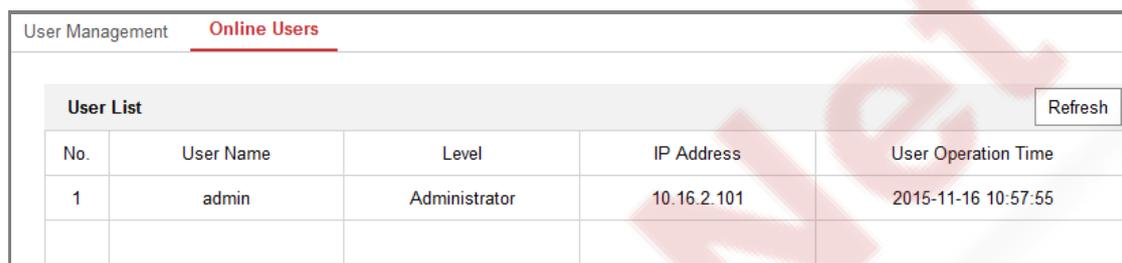 User Management Online Users
User List Refresh
No. User Name Level IP Address User Operation Time
1 admin Administrator 10.16.2.101 2015-11-16 10:57:55
Net